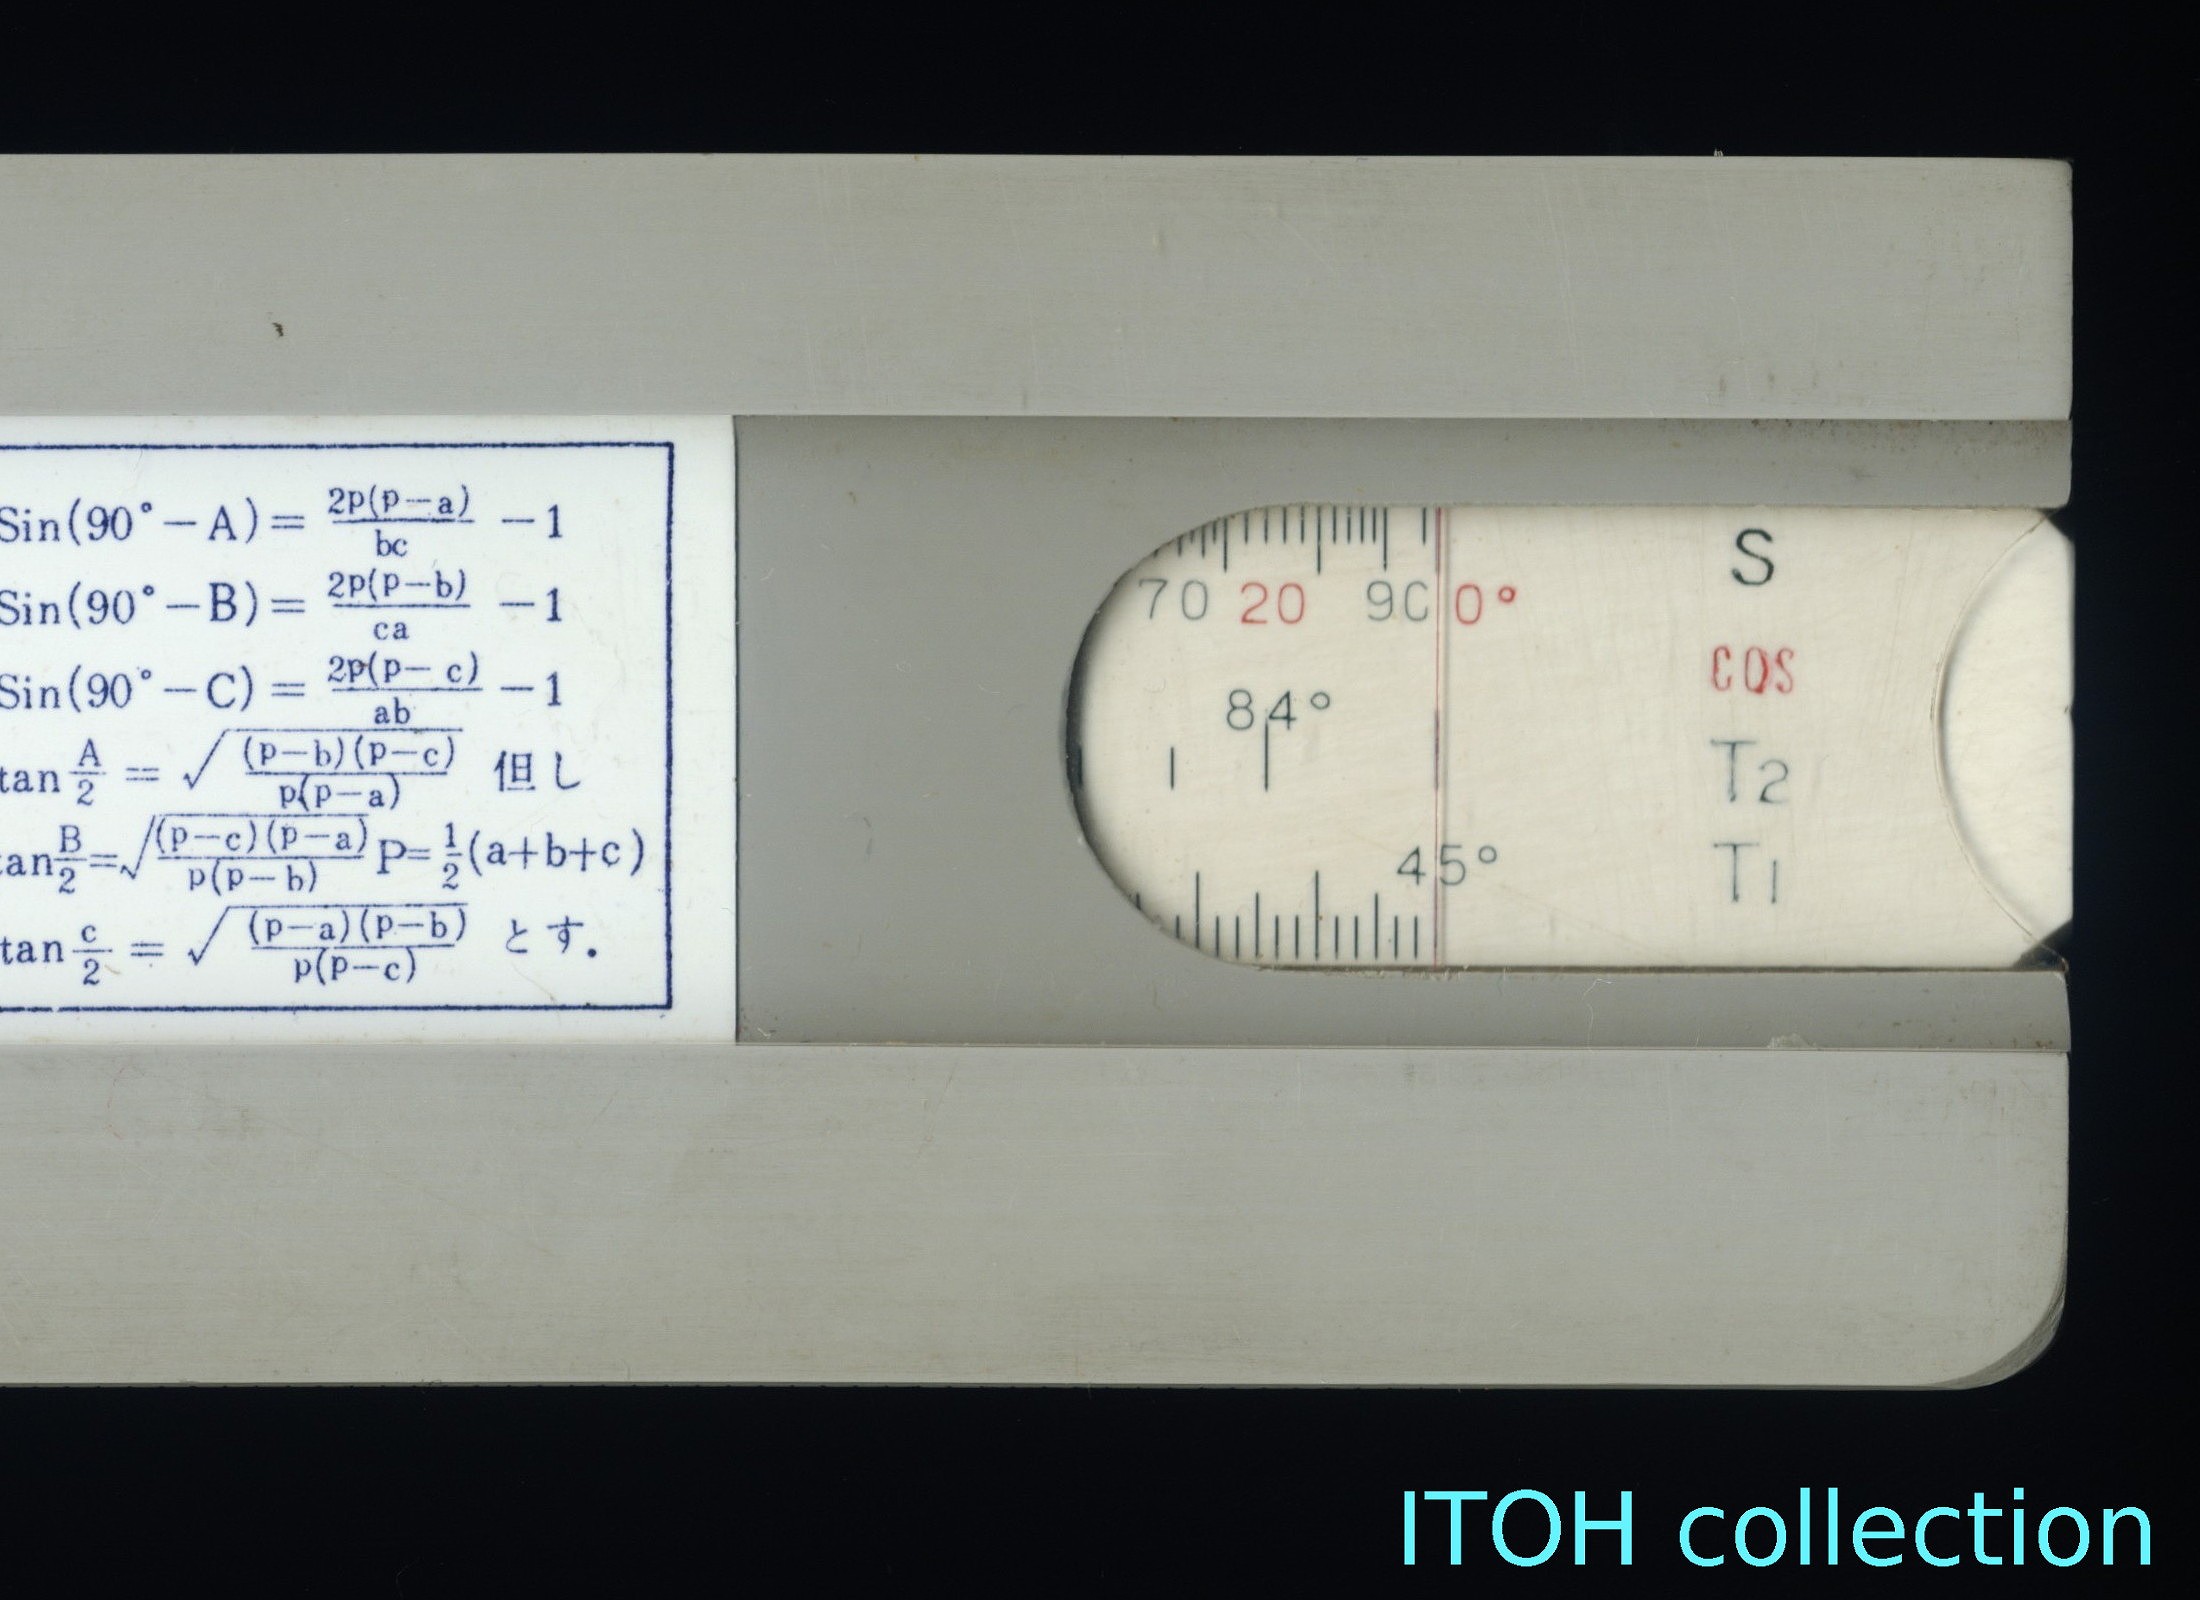 Sin(90°−A)= 2p(p−a)/bc −1
Sin(90°−B)= 2p(p−b)/ca −1
Sin(90°−C)= 2p(p−c)/ab −1
tan A/2 = √((p−b)(p−c)/p(p−a)) 但し
tan B/2=√((p−c)(p−a)/p(p−b)) P=1/2(a+b+c)
tan c/2 = √((p−a)(p−b)/p(p−c)) とす.
70 20 90 0°
84°
45°
S
cos
T2
T1
ITOH collection